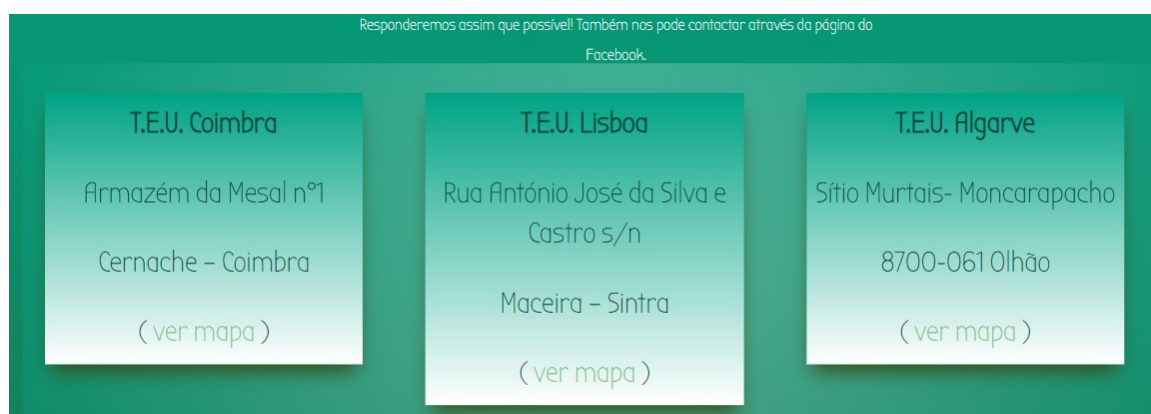 Responderemos assim que possível! Também nos pode contactar através da página do
Facebook.
T.E.U. Coimbra
Armazém da Mesal nº1
Cernache – Coimbra
( ver mapa )
T.E.U. Lisboa
Rua António José da Silva e
Castro s/n
Maceira – Sintra
( ver mapa )
T.E.U. Algarve
Sítio Murtais- Moncarapacho
8700-061 Olhão
( ver mapa )